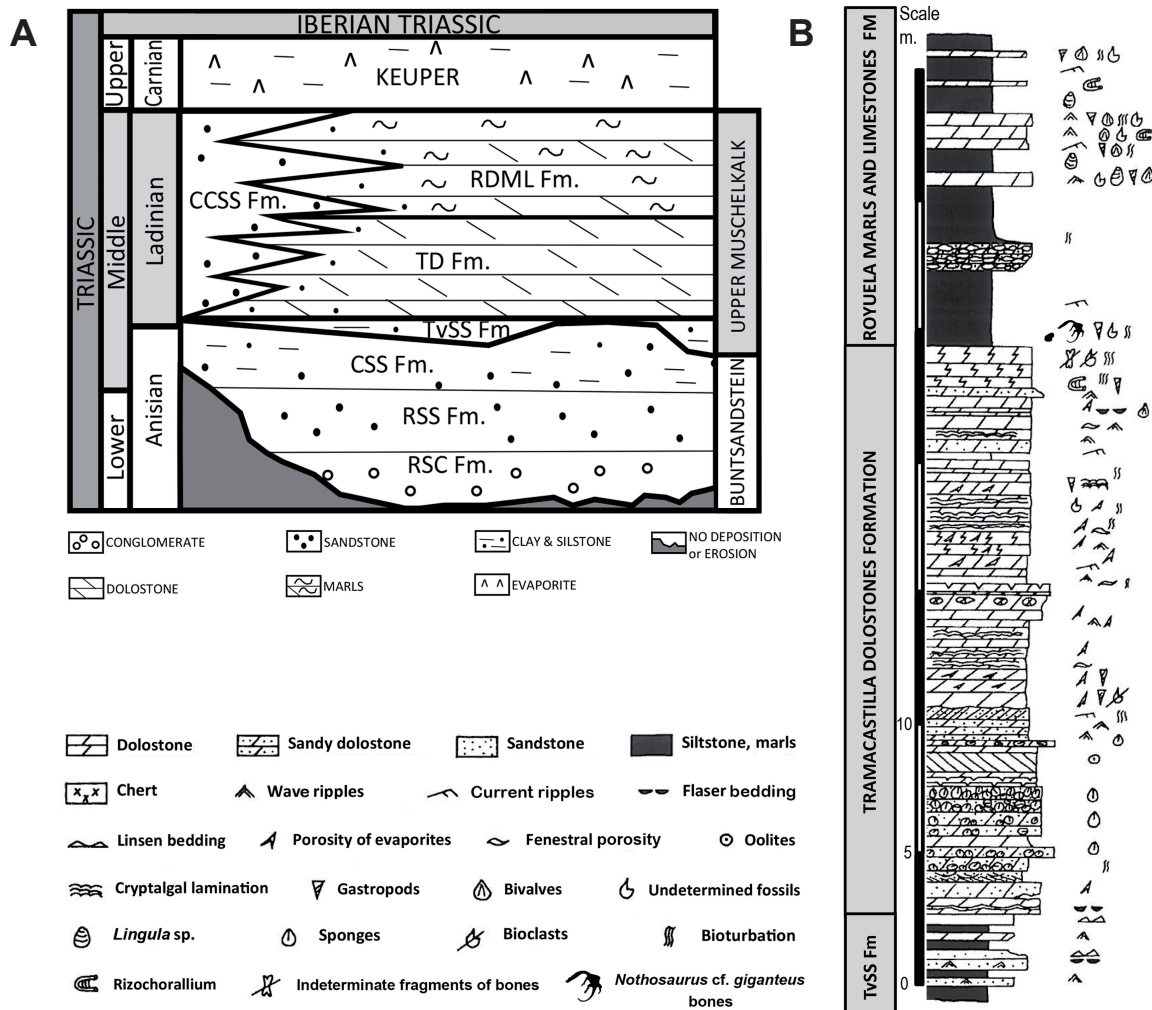 A
IBERIAN TRIASSIC
TRIASSIC
Upper
Middle
Lower
Carnian
Ladinian
Anisian
KEUPER
RDML Fm.
CCSS Fm.
TD Fm.
TvSS Fm
CSS Fm.
RSS Fm.
RSC Fm.
UPPER MUSCHELKALK
BUNTSANDSTEIN
CONGLOMERATE
SANDSTONE
CLAY & SILSTONE
NO DEPOSITION
or EROSION
DOLOSTONE
MARLS
EVAPORITE
Dolostone
Sandy dolostone
Sandstone
Siltstone, marls
Chert
Wave ripples
Current ripples
Flaser bedding
Linsen bedding
Porosity of evaporites
Fenestral porosity
Oolites
Cryptalgal lamination
Gastropods
Bivalves
Undetermined fossils
Lingula sp.
Sponges
Bioclasts
Bioturbation
Rizochorallium
Indeterminate fragments of bones
Nothosaurus cf. giganteus
bones
B
Scale
m.
ROYUELA MARLS AND LIMESTONES FM
TRAMACASTILLA DOLOSTONES FORMATION
TvSS Fm
10
5
0